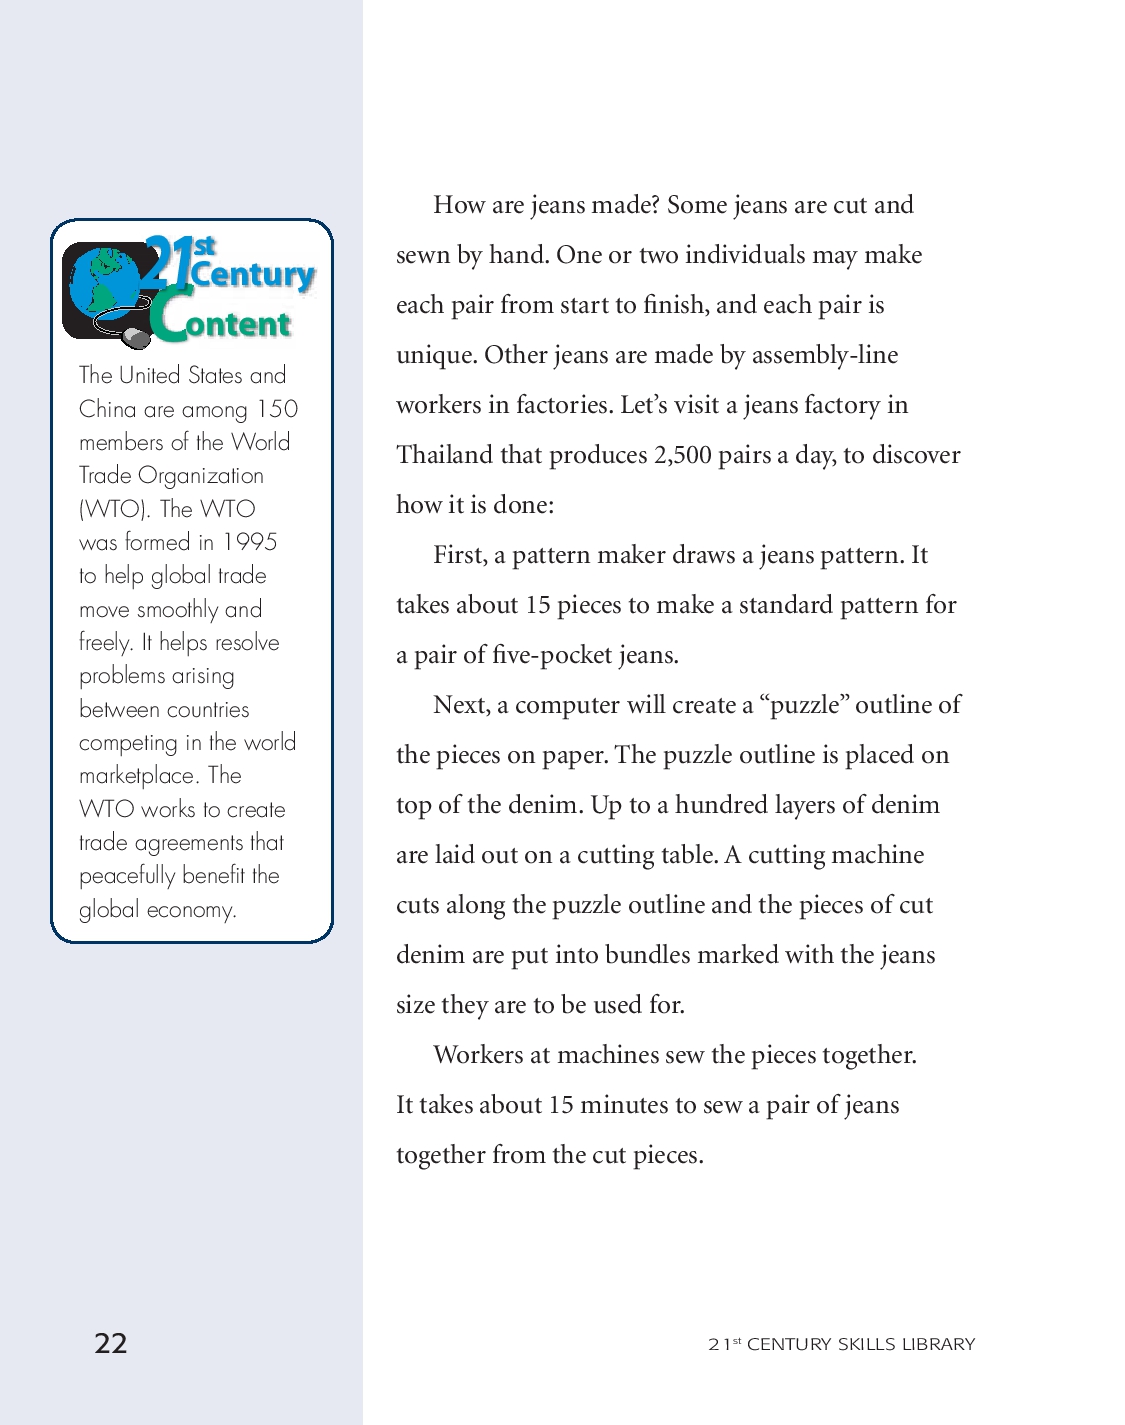 21st
Century
Content
The United States and
China are among 150
members of the World
Trade Organization
(WTO). The WTO
was formed in 1995
to help global trade
move smoothly and
freely. It helps resolve
problems arising
between countries
competing in the world
marketplace. The
WTO works to create
trade agreements that
peacefully benefit the
global economy.
How are jeans made? Some jeans are cut and
sewn by hand. One or two individuals may make
each pair from start to finish, and each pair is
unique. Other jeans are made by assembly-line
workers in factories. Let’s visit a jeans factory in
Thailand that produces 2,500 pairs a day, to discover
how it is done:
First, a pattern maker draws a jeans pattern. It
takes about 15 pieces to make a standard pattern for
a pair of five-pocket jeans.
Next, a computer will create a “puzzle” outline of
the pieces on paper. The puzzle outline is placed on
top of the denim. Up to a hundred layers of denim
are laid out on a cutting table. A cutting machine
cuts along the puzzle outline and the pieces of cut
denim are put into bundles marked with the jeans
size they are to be used for.
Workers at machines sew the pieces together.
It takes about 15 minutes to sew a pair of jeans
together from the cut pieces.
22
21st CENTURY SKILLS LIBRARY